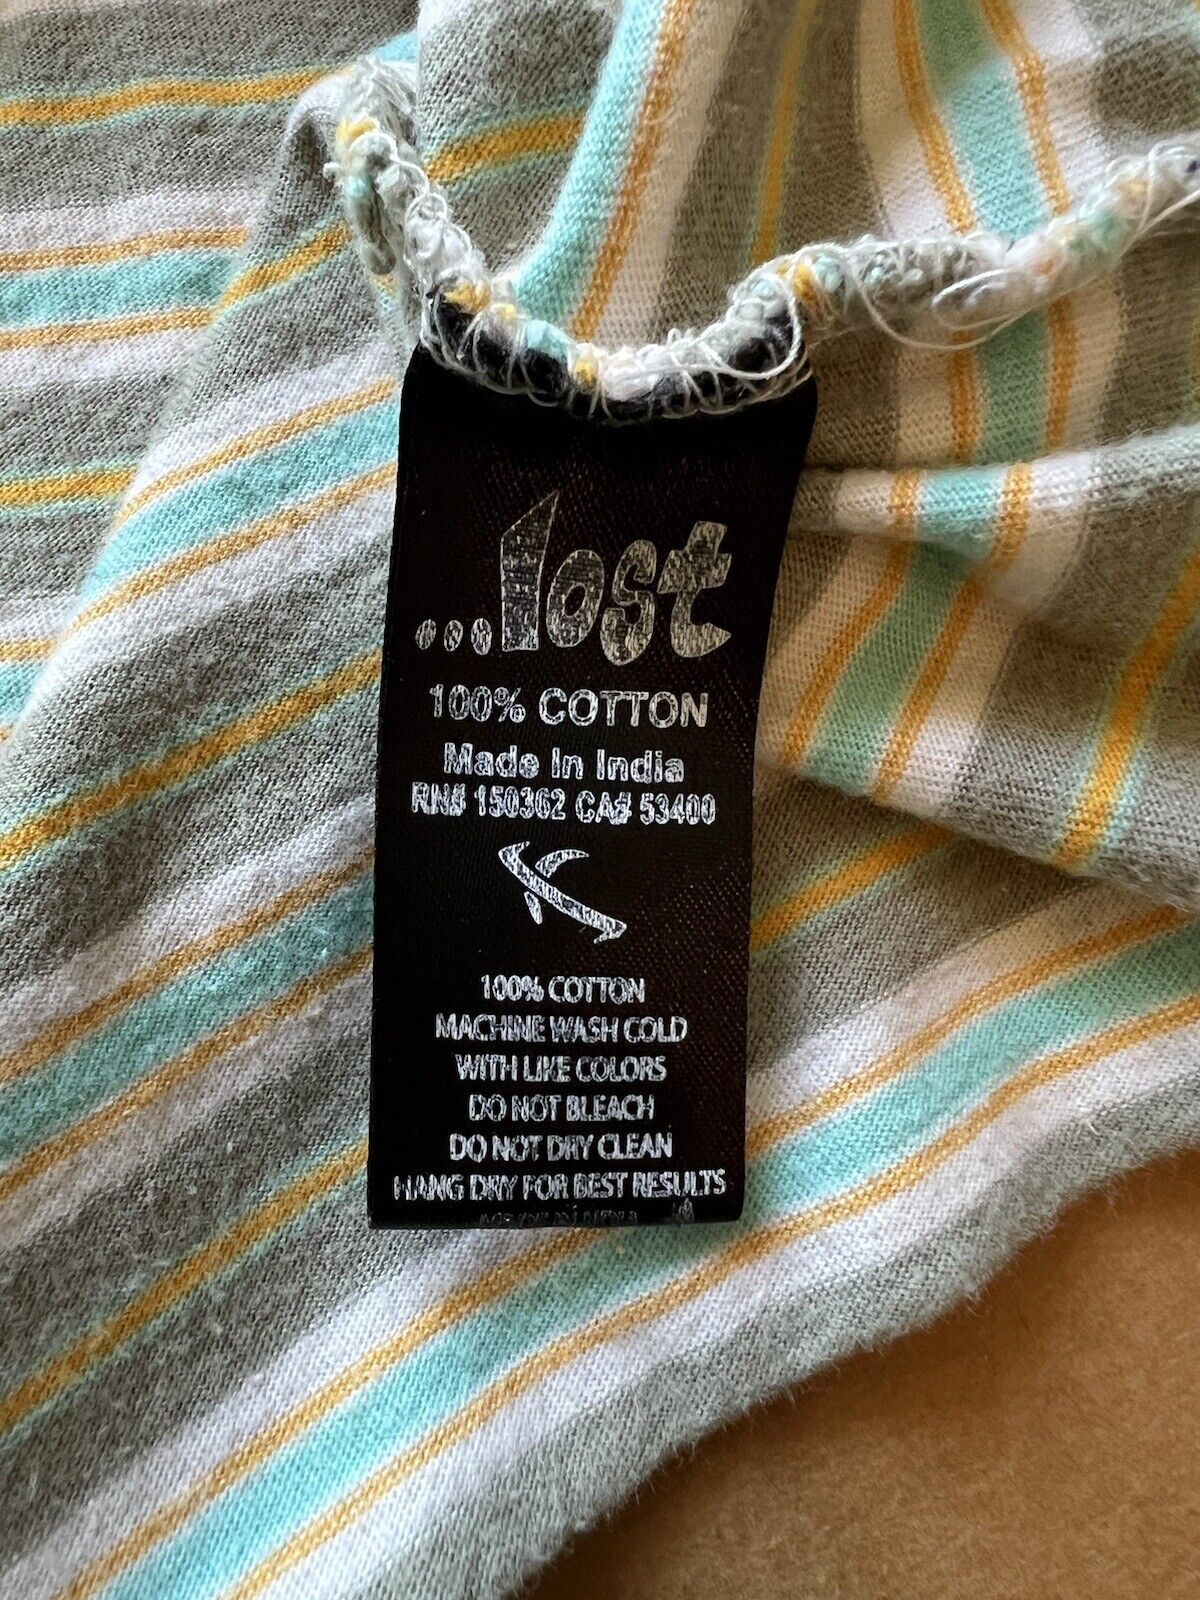 ...lost
100% COTTON
Made In India
RN# 150362 CA# 53400
100% COTTON
MACHINE WASH COLD
WITH LIKE COLORS
DO NOT BLEACH
DO NOT DRY CLEAN
HANG DRY FOR BEST RESULTS